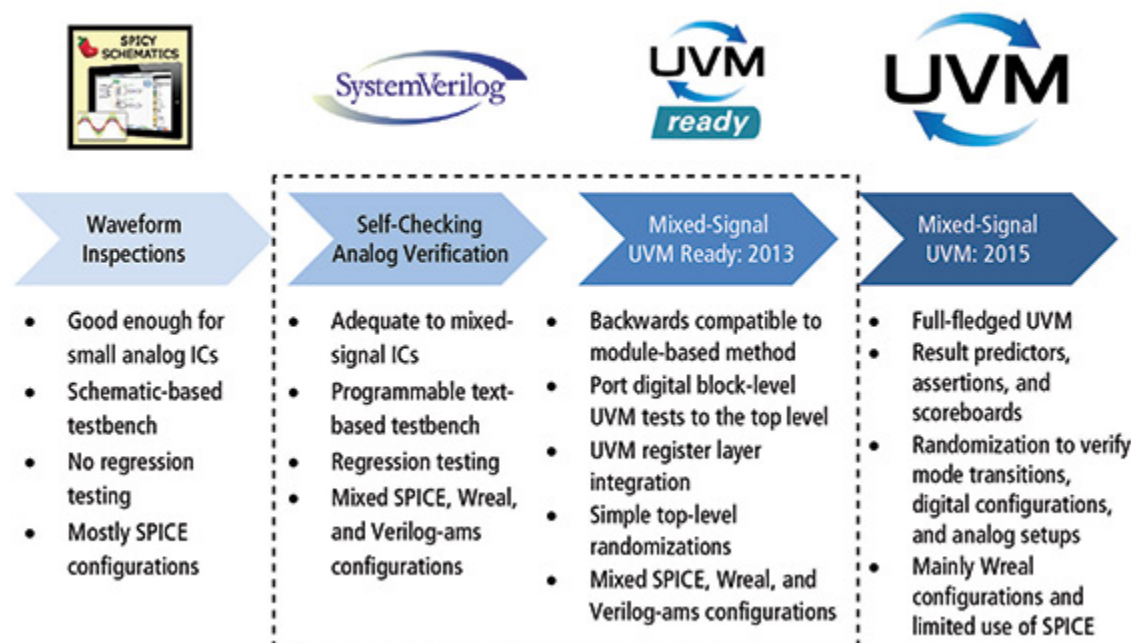 SPICY
SCHEMATICS
SystemVerilog
UVM
ready
UVM
Waveform
Inspections
• Good enough for
small analog ICs
• Schematic-based
testbench
• No regression
testing
• Mostly SPICE
configurations
Self-Checking
Analog Verification
• Adequate to mixed-
signal ICs
• Programmable text-
based testbench
• Regression testing
• Mixed SPICE, Wreal,
and Verilog-ams
configurations
Mixed-Signal
UVM Ready: 2013
• Backwards compatible to
module-based method
• Port digital block-level
UVM tests to the top level
• UVM register layer
integration
• Simple top-level
randomizations
• Mixed SPICE, Wreal, and
Verilog-ams configurations
Mixed-Signal
UVM: 2015
• Full-fledged UVM
• Result predictors,
assertions, and
scoreboards
• Randomization to verify
mode transitions,
digital configurations,
and analog setups
• Mainly Wreal
configurations and
limited use of SPICE